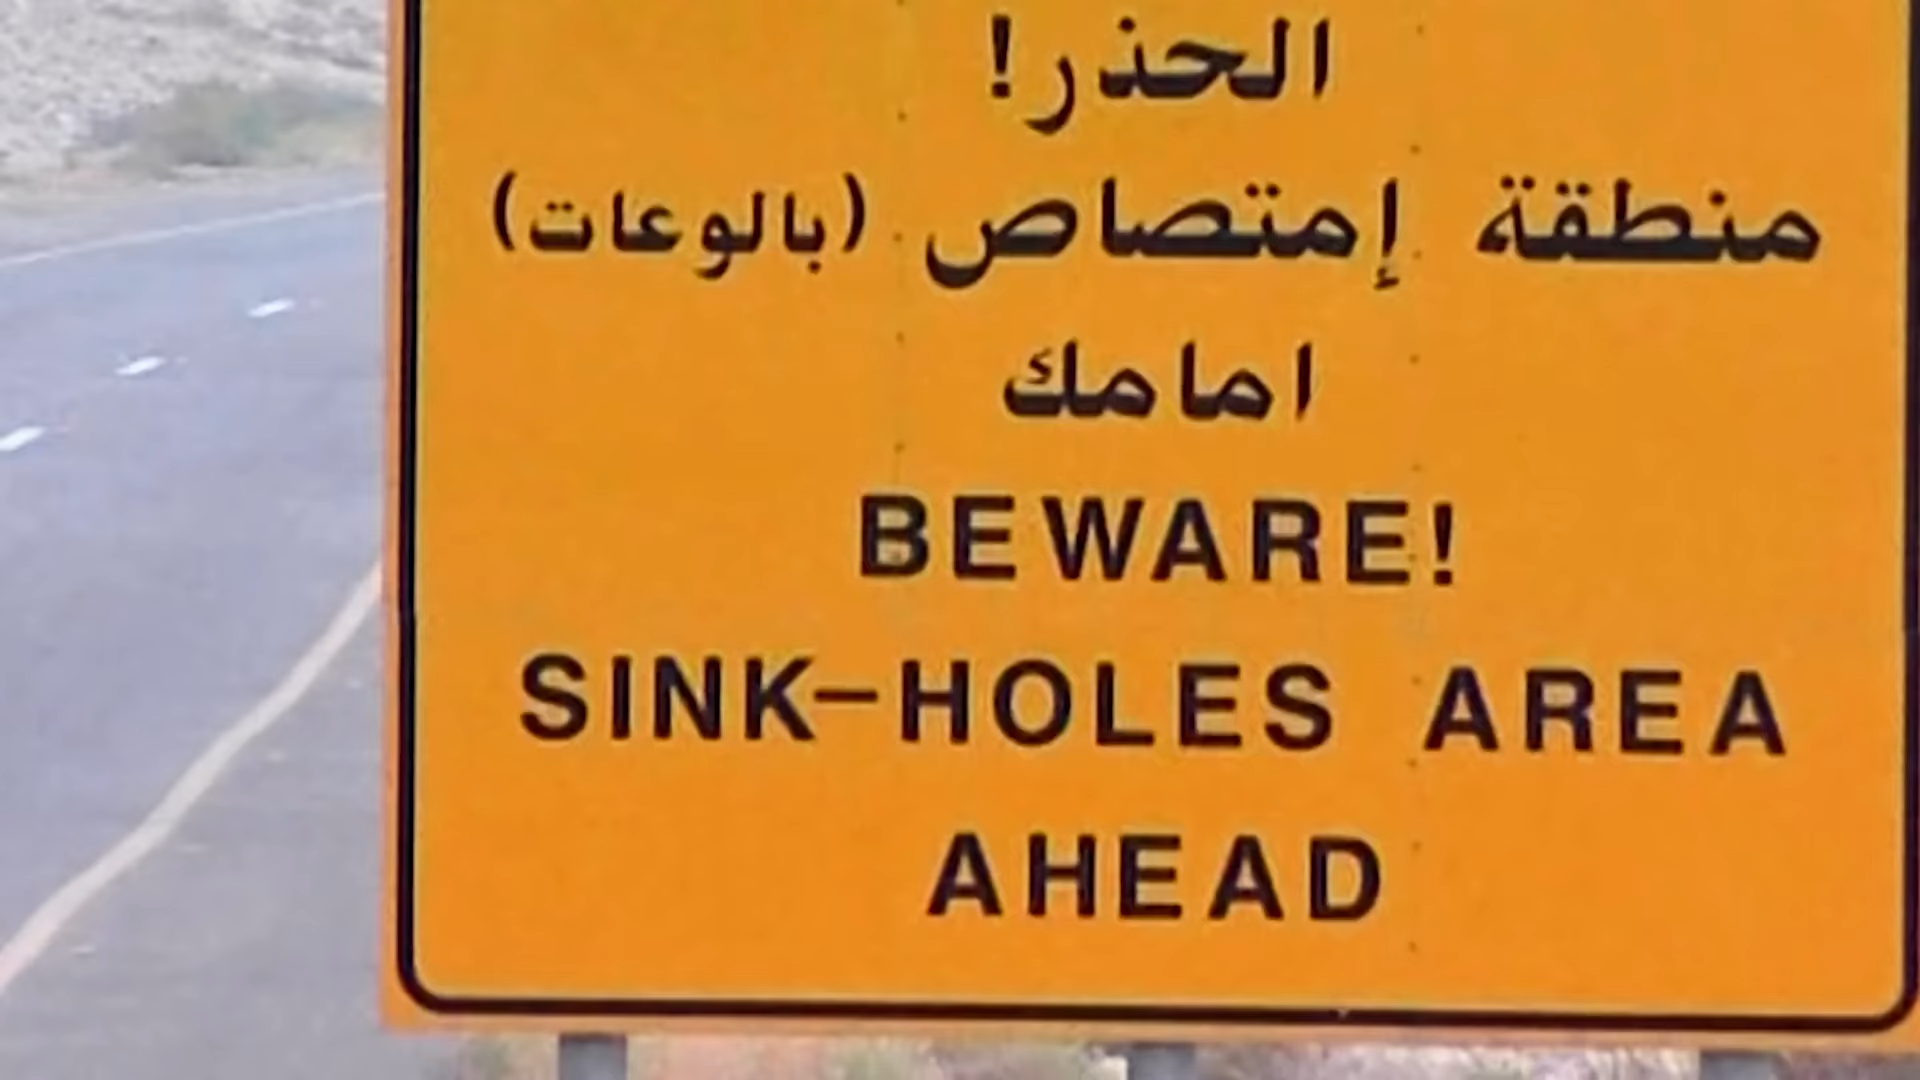 الحذر!
منطقة إمتصاص (بالوعات)
امامك
BEWARE!
SINK-HOLES AREA
AHEAD